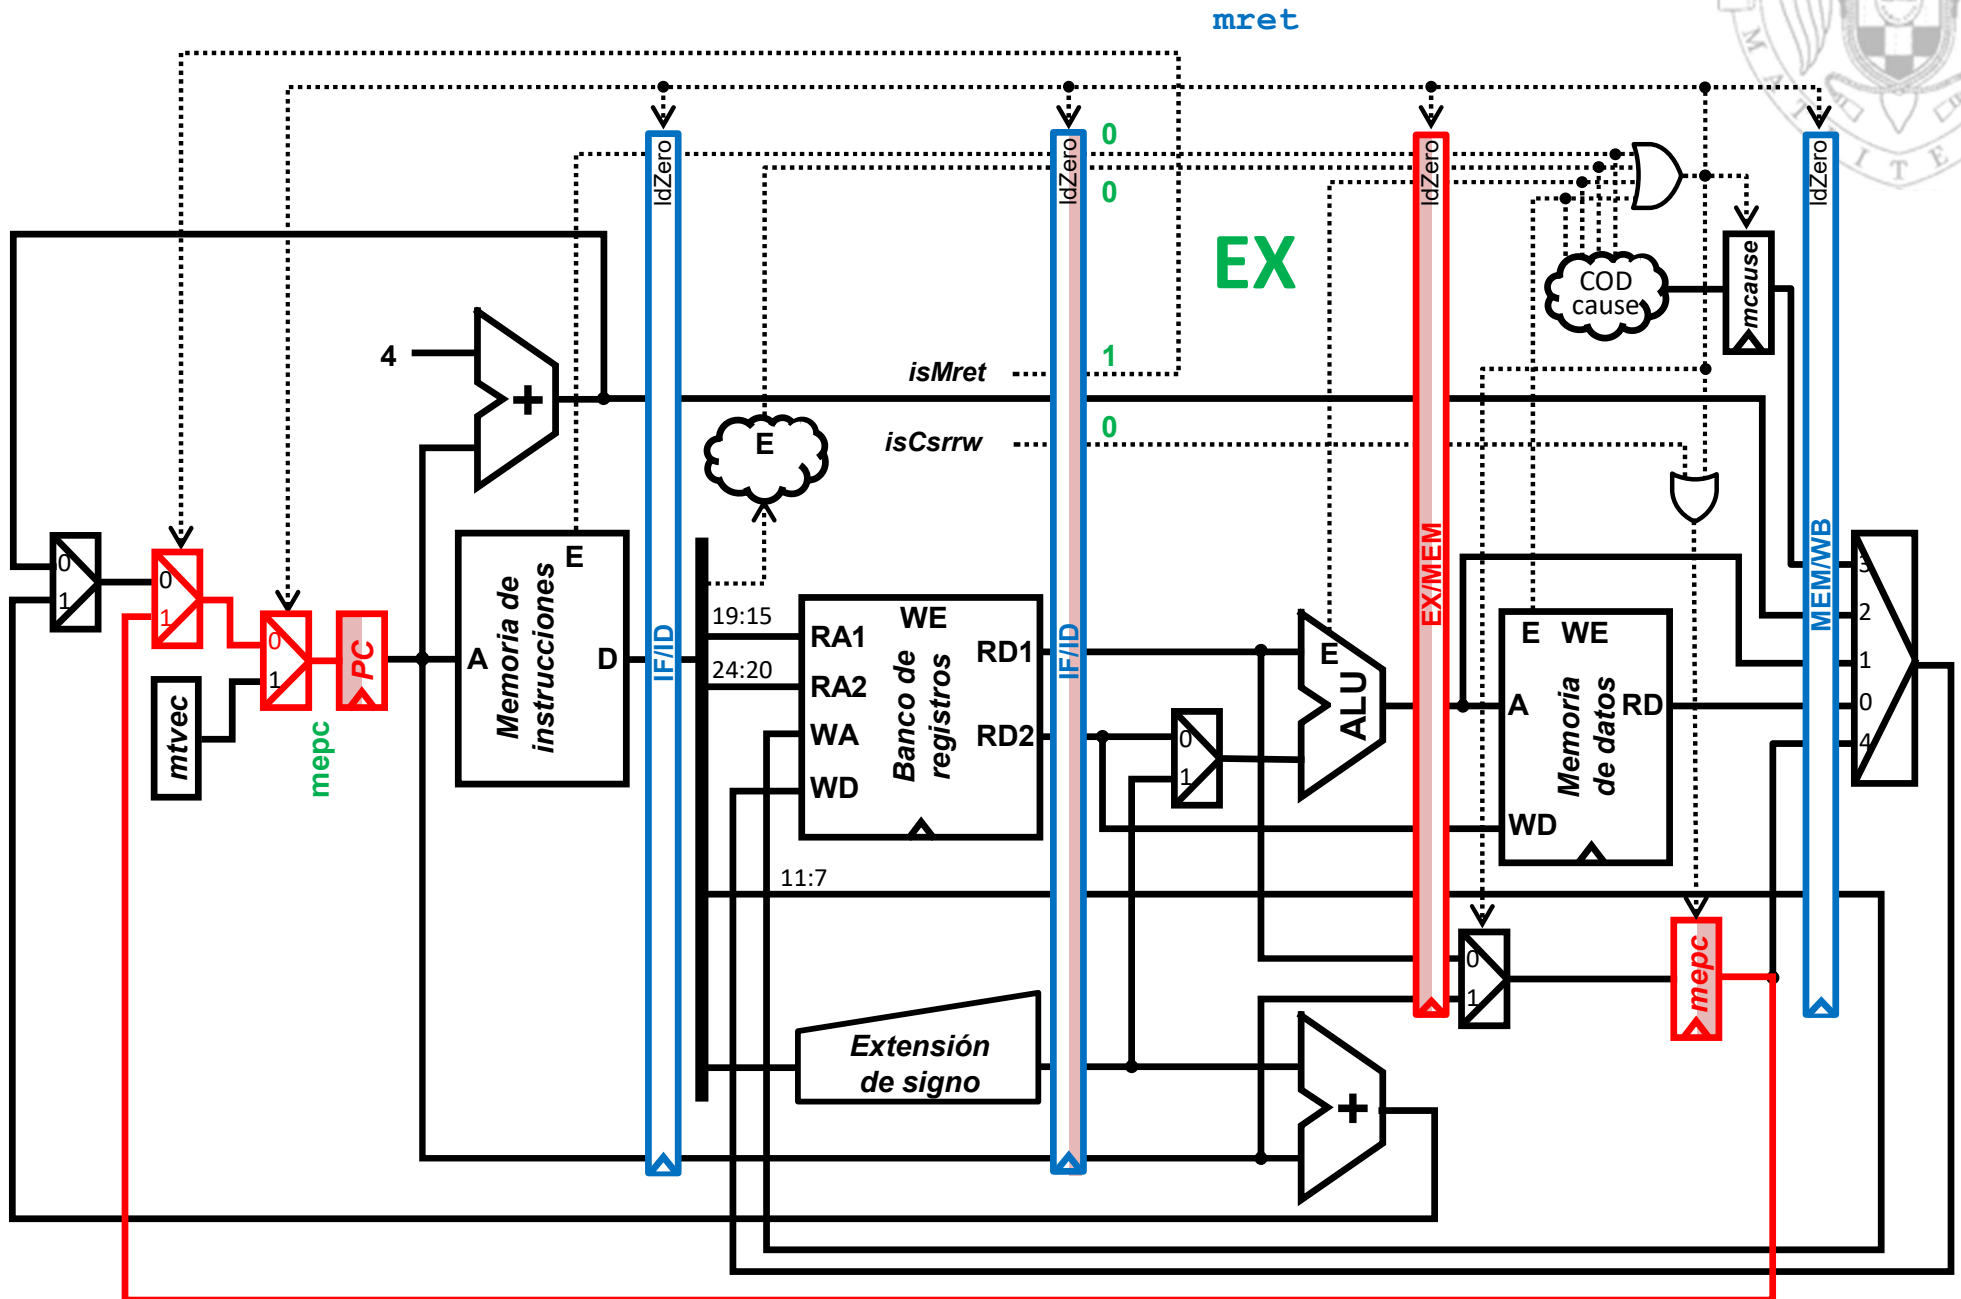 mret
M A T R I T E
ldZero
ldZero
ldZero
ldZero
0
0
EX
COD
cause
mcause
4
+
isMret
1
E
isCsrrw
0
0
1
0
1
0
1
mtvec
mepc
PC
A
E
Memoria de
instrucciones
D
IF/ID
19:15
24:20
11:7
RA1
RA2
WA
WD
WE
Banco de
registros
RD1
RD2
IF/ID
0
1
E
ALU
EX/MEM
E
WE
A
RD
Memoria
de datos
WD
MEM/WB
3
2
1
0
4
0
1
mepc
Extensión
de signo
+